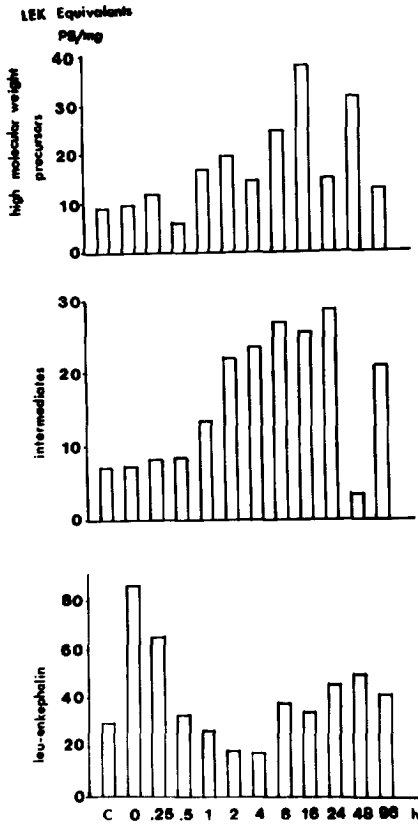 LEK Equivalents
PG/mg
high molecular weight
precursors
40
30
20
10
0
intermediates
30
20
10
0
leu-enkephalin
80
60
40
20
0
C 0 .25 .5 1 2 4 8 16 24 48 96 h